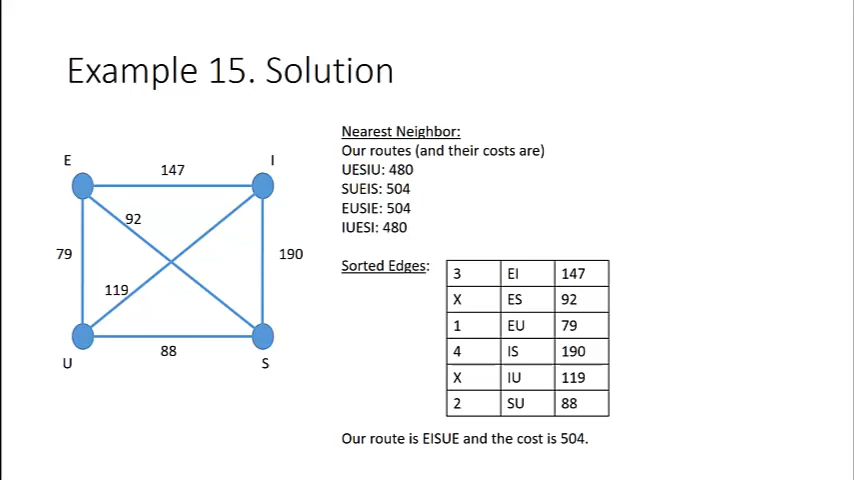 Example 15. Solution
Nearest Neighbor:
Our routes (and their costs are)
UESIU: 480
SUEIS: 504
EUSIE: 504
IUESI: 480
E
I
147
92
79
190
119
88
U
S
Sorted Edges:
3 EI 147
X ES 92
1 EU 79
4 IS 190
X IU 119
2 SU 88
Our route is EISUE and the cost is 504.